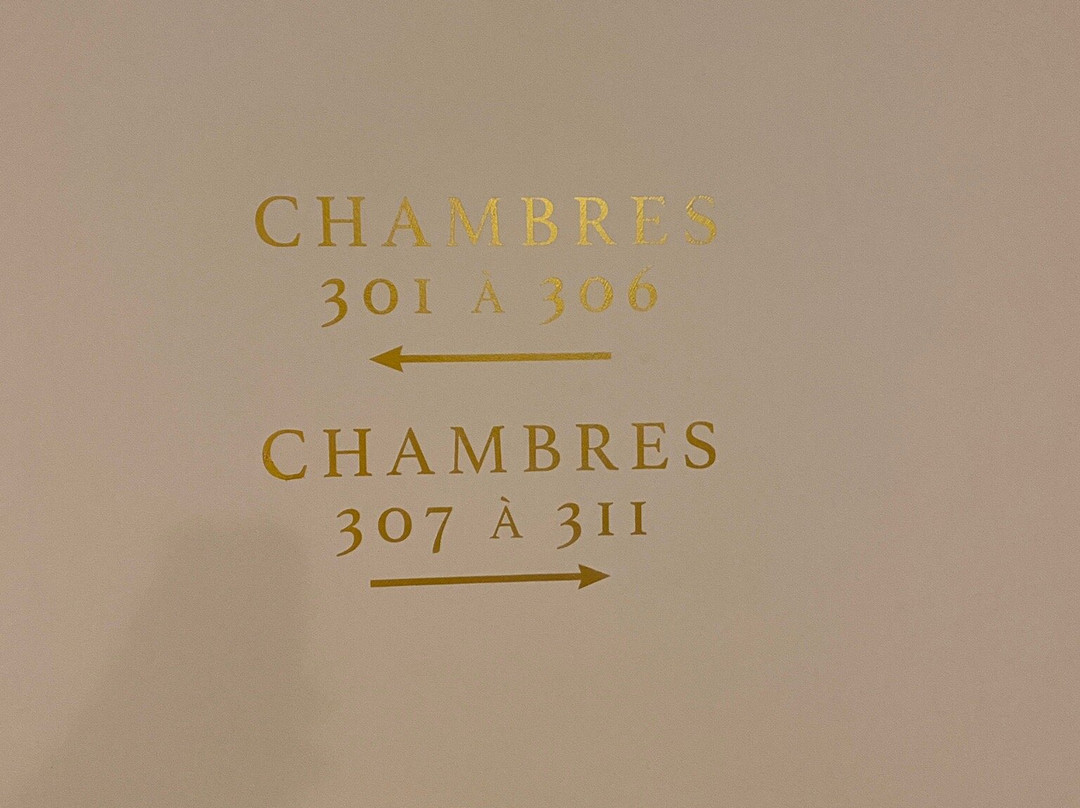 CHAMBRES
301 À 306
CHAMBRES
307 À 311